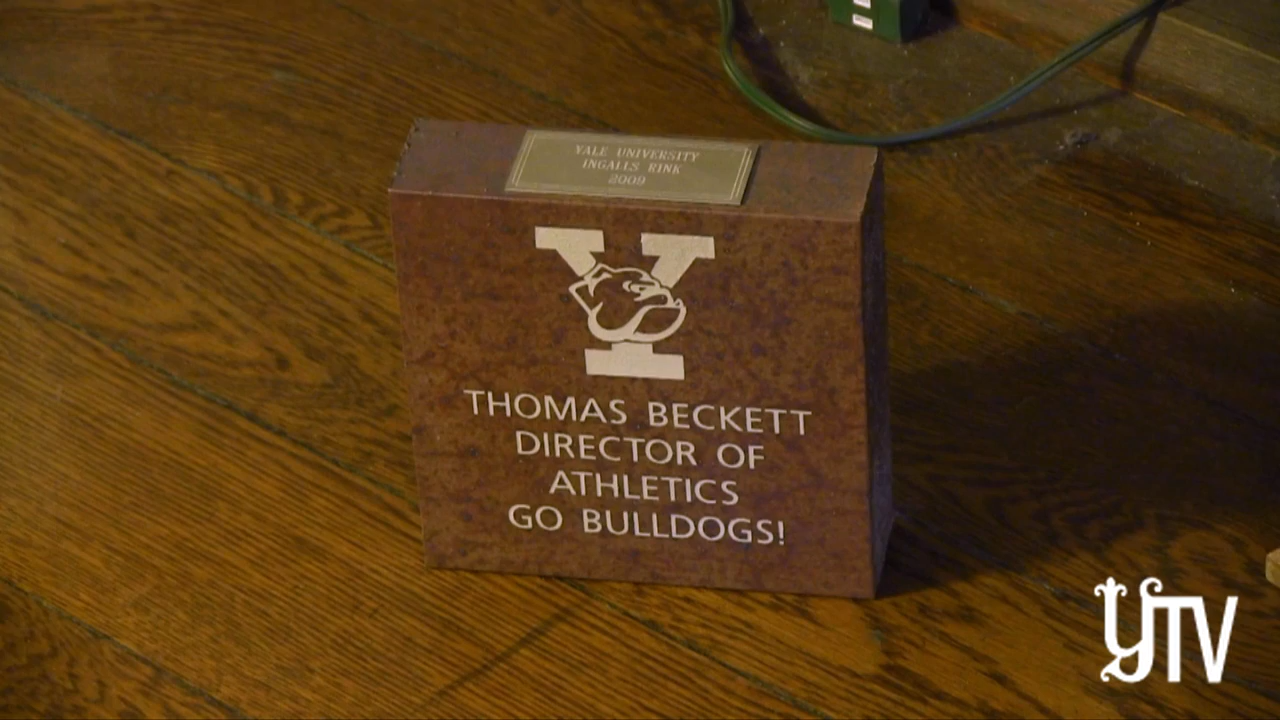 YALE UNIVERSITY
INGALLS RINK
2009
Y
THOMAS BECKETT
DIRECTOR OF
ATHLETICS
GO BULLDOGS!
YTV